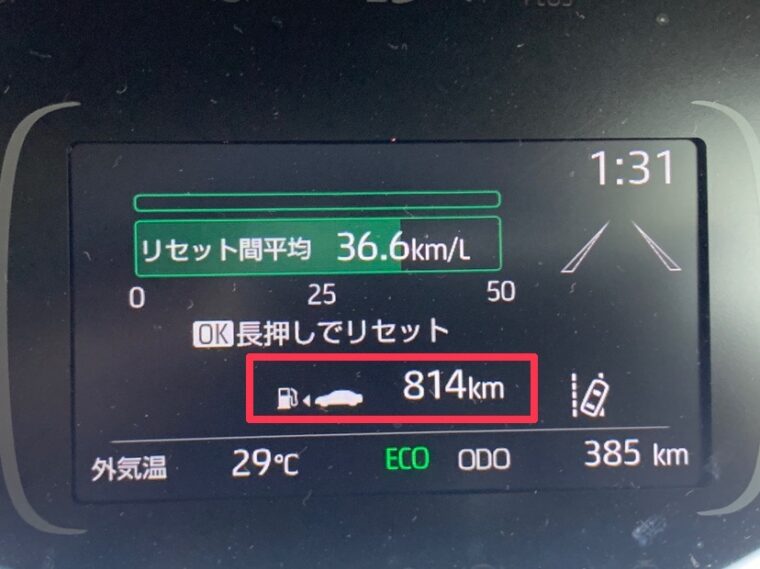 1:31
リセット間平均 36.6km/L
0 25 50
OK長押しでリセット
814km
外気温 29℃ ECO ODO 385 km